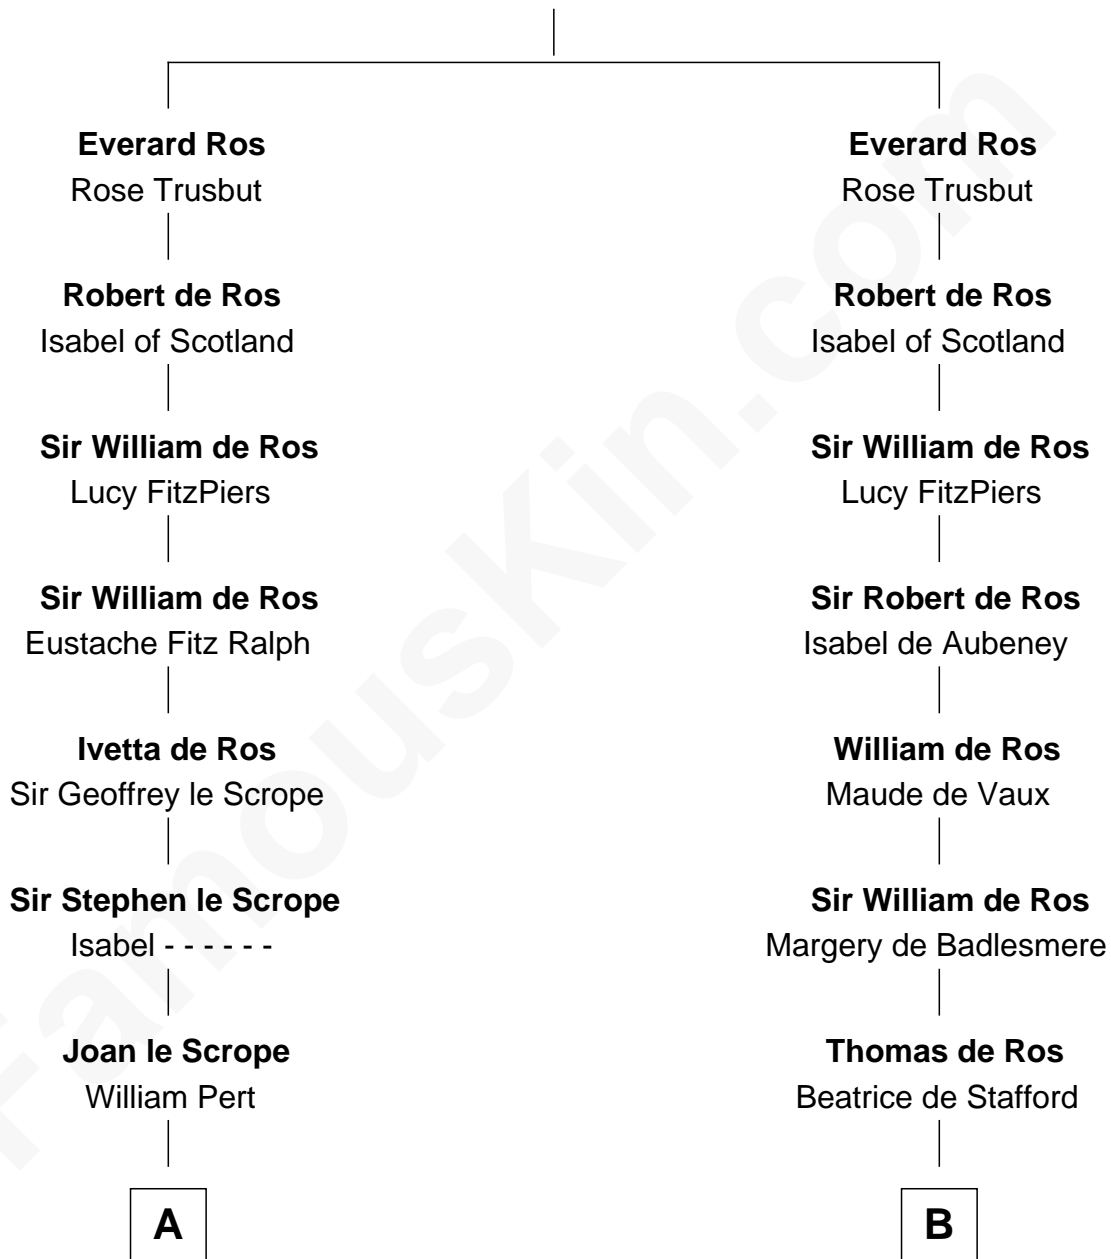 Everard Ros
Rose Trusbut
Robert de Ros
Isabel of Scotland
Sir William de Ros
Lucy FitzPiers
Sir William de Ros
Eustache Fitz Ralph
Ivetta de Ros
Sir Geoffrey le Scrope
Sir Stephen le Scrope
Isabel - - - - - -
Joan le Scrope
William Pert
A
Everard Ros
Rose Trusbut
Robert de Ros
Isabel of Scotland
Sir William de Ros
Lucy FitzPiers
Sir Robert de Ros
Isabel de Aubeney
William de Ros
Maude de Vaux
Sir William de Ros
Margery de Badlesmere
Thomas de Ros
Beatrice de Stafford
B
FamousKin.com